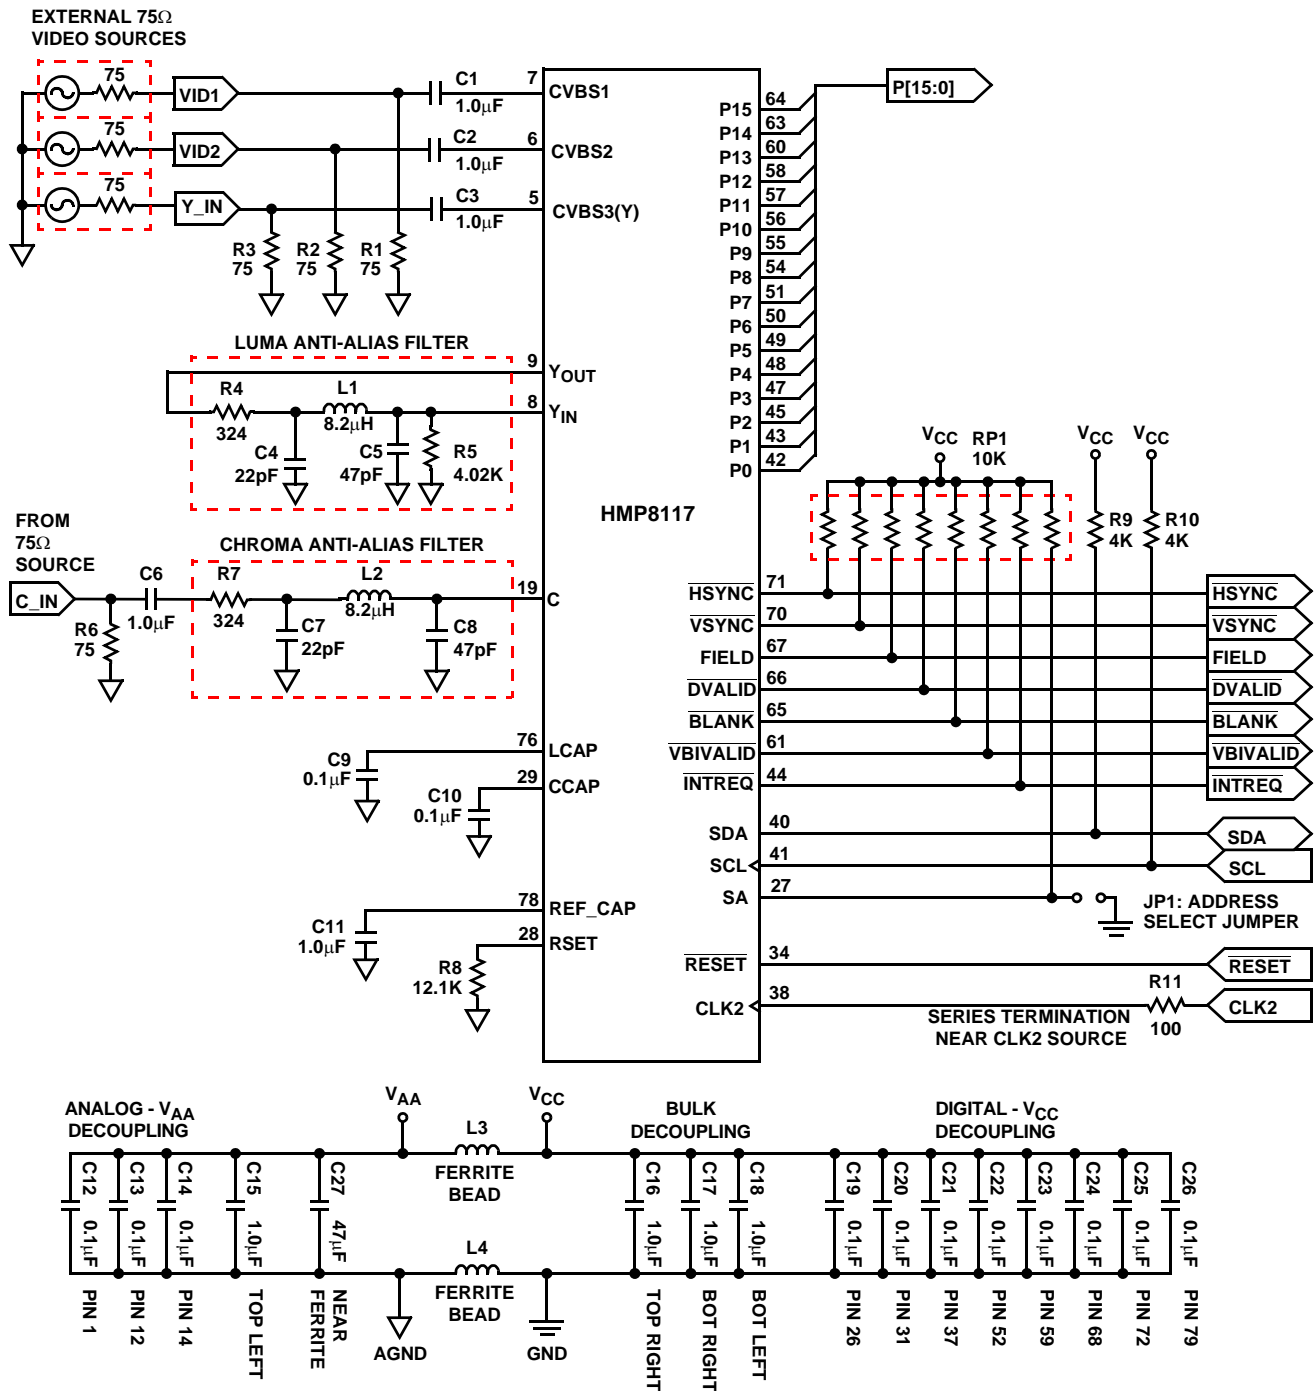 EXTERNAL 75Ω
VIDEO SOURCES
75
VID1
C1
1.0µF
7
CVBS1
75
VID2
C2
1.0µF
6
CVBS2
75
Y_IN
C3
1.0µF
5
CVBS3(Y)
R3
75
R2
75
R1
75
LUMA ANTI-ALIAS FILTER
9
YOUT
R4
324
L1
8.2µH
8
YIN
C4
22pF
C5
47pF
R5
4.02K
HMP8117
FROM
75Ω
SOURCE
C_IN
CHROMA ANTI-ALIAS FILTER
C6
1.0µF
R7
324
L2
8.2µH
19
C
R6
75
C7
22pF
C8
47pF
76
LCAP
C9
0.1µF
29
CCAP
C10
0.1µF
78
REF_CAP
C11
1.0µF
28
RSET
R8
12.1K
P[15:0]
P15 64
P14 63
P13 60
P12 58
P11 57
P10 56
P9 55
P8 54
P7 51
P6 50
P5 49
P4 48
P3 47
P2 45
P1 43
P0 42
VCC
RP1
10K
VCC
VCC
R9
4K
R10
4K
HSYNC 71 HSYNC
VSYNC 70 VSYNC
FIELD 67 FIELD
DVALID 66 DVALID
BLANK 65 BLANK
VBIVALID 61 VBIVALID
INTREQ 44 INTREQ
SDA 40 SDA
SCL 41 SCL
SA 27
JP1: ADDRESS
SELECT JUMPER
RESET 34 RESET
R11
100
CLK2 38 CLK2
SERIES TERMINATION
NEAR CLK2 SOURCE
ANALOG - VAA
DECOUPLING
VAA
L3
FERRITE
BEAD
VCC
BULK
DECOUPLING
DIGITAL - VCC
DECOUPLING
C12 0.1µF PIN 1
C13 0.1µF PIN 12
C14 0.1µF PIN 14
C15 1.0µF TOP LEFT
C27 47µF NEAR
FERRITE
L4
FERRITE
BEAD
AGND
GND
C16 1.0µF TOP RIGHT
C17 1.0µF BOT RIGHT
C18 1.0µF BOT LEFT
C19 0.1µF PIN 26
C20 0.1µF PIN 31
C21 0.1µF PIN 37
C22 0.1µF PIN 52
C23 0.1µF PIN 59
C24 0.1µF PIN 68
C25 0.1µF PIN 72
C26 0.1µF PIN 79